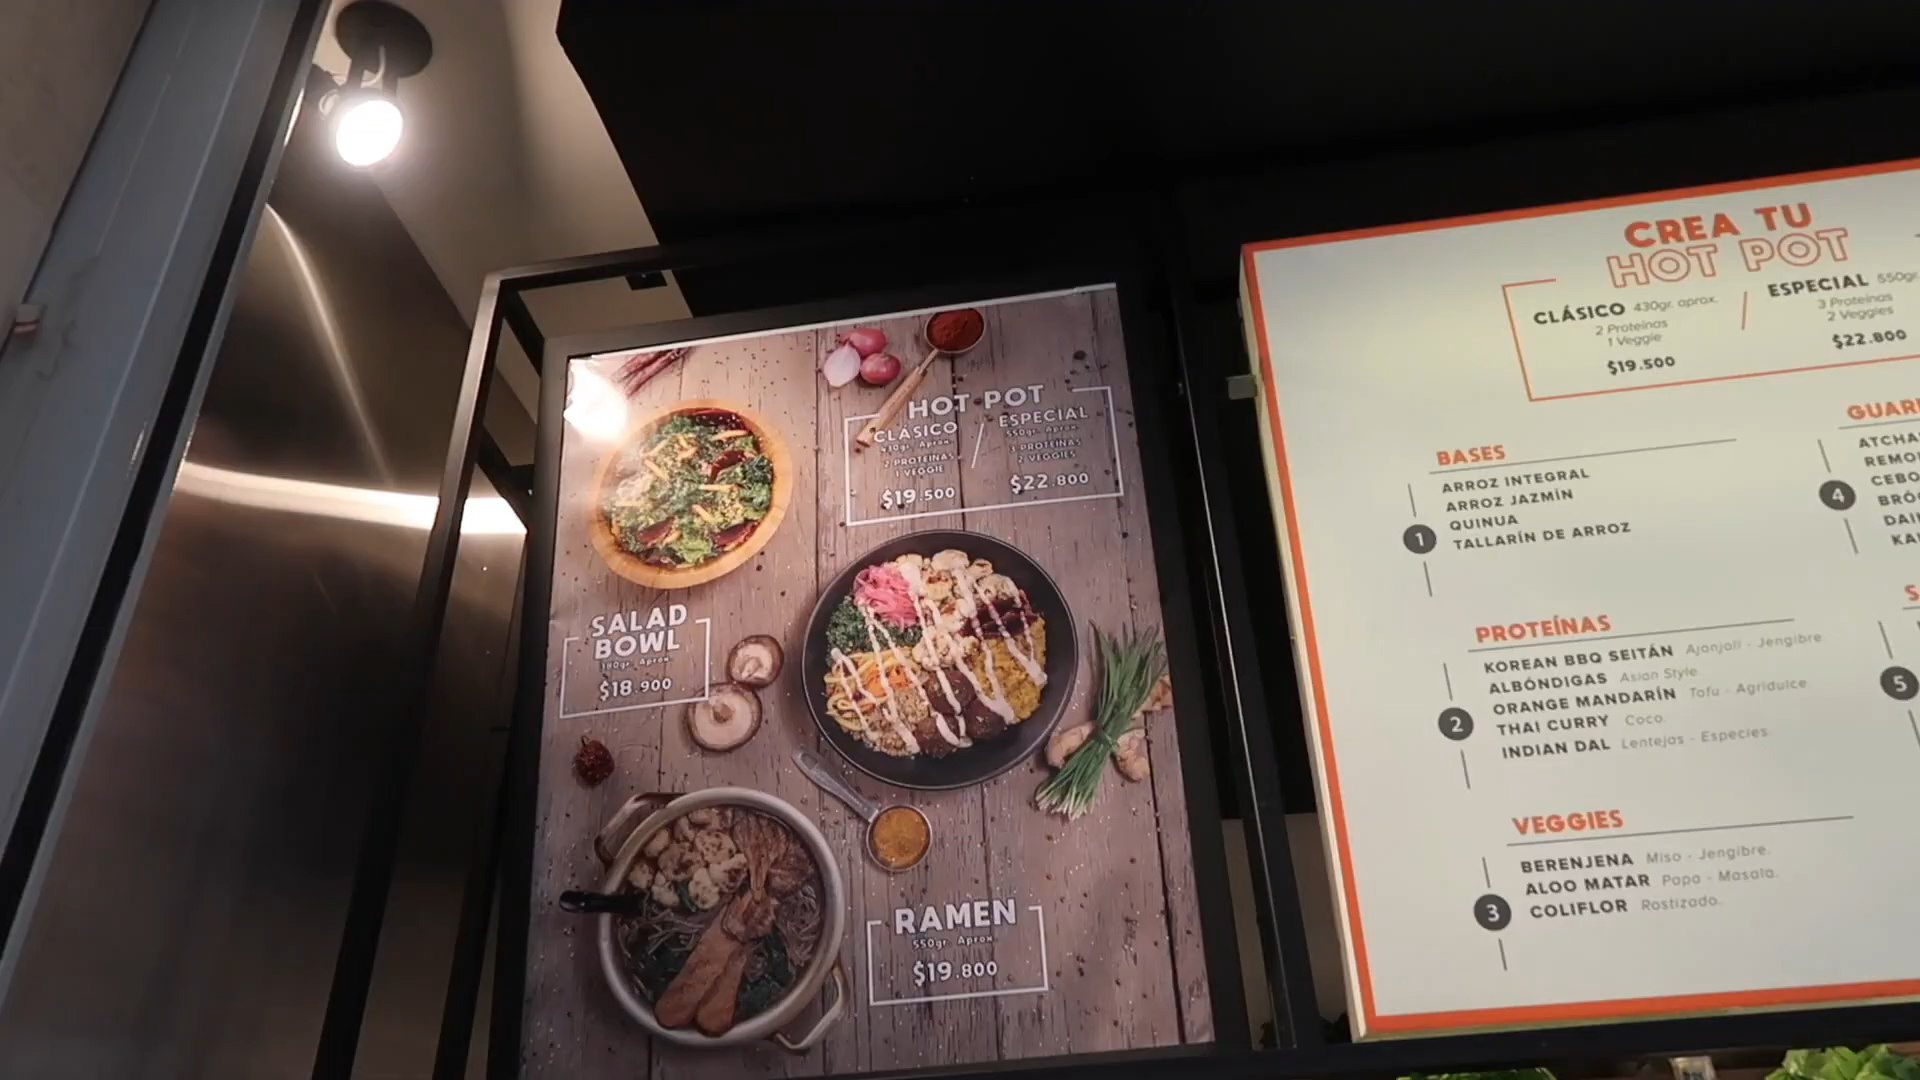 HOT POT
CLÁSICO
430gr. Aprox.
2 PROTEÍNAS
1 VEGGIE
$19.500
ESPECIAL
550gr. Aprox.
3 PROTEÍNAS
2 VEGGIES
$22.800
SALAD
BOWL
380gr. Aprox.
$18.900
RAMEN
550gr. Aprox.
$19.800
CREA TU
HOT POT
CLÁSICO 430gr. aprox.
2 Proteínas
1 Veggie
$19.500
ESPECIAL 550gr.
3 Proteínas
2 Veggies
$22.800
BASES
1
ARROZ INTEGRAL
ARROZ JAZMÍN
QUINUA
TALLARÍN DE ARROZ
PROTEÍNAS
2
KOREAN BBQ SEITÁN Ajonjolí - Jengibre
ALBÓNDIGAS Asian Style.
ORANGE MANDARÍN Tofu - Agridulce
THAI CURRY Coco.
INDIAN DAL Lentejas - Especies.
VEGGIES
3
BERENJENA Miso - Jengibre.
ALOO MATAR Papa - Masala.
COLIFLOR Rostizado.
4
5